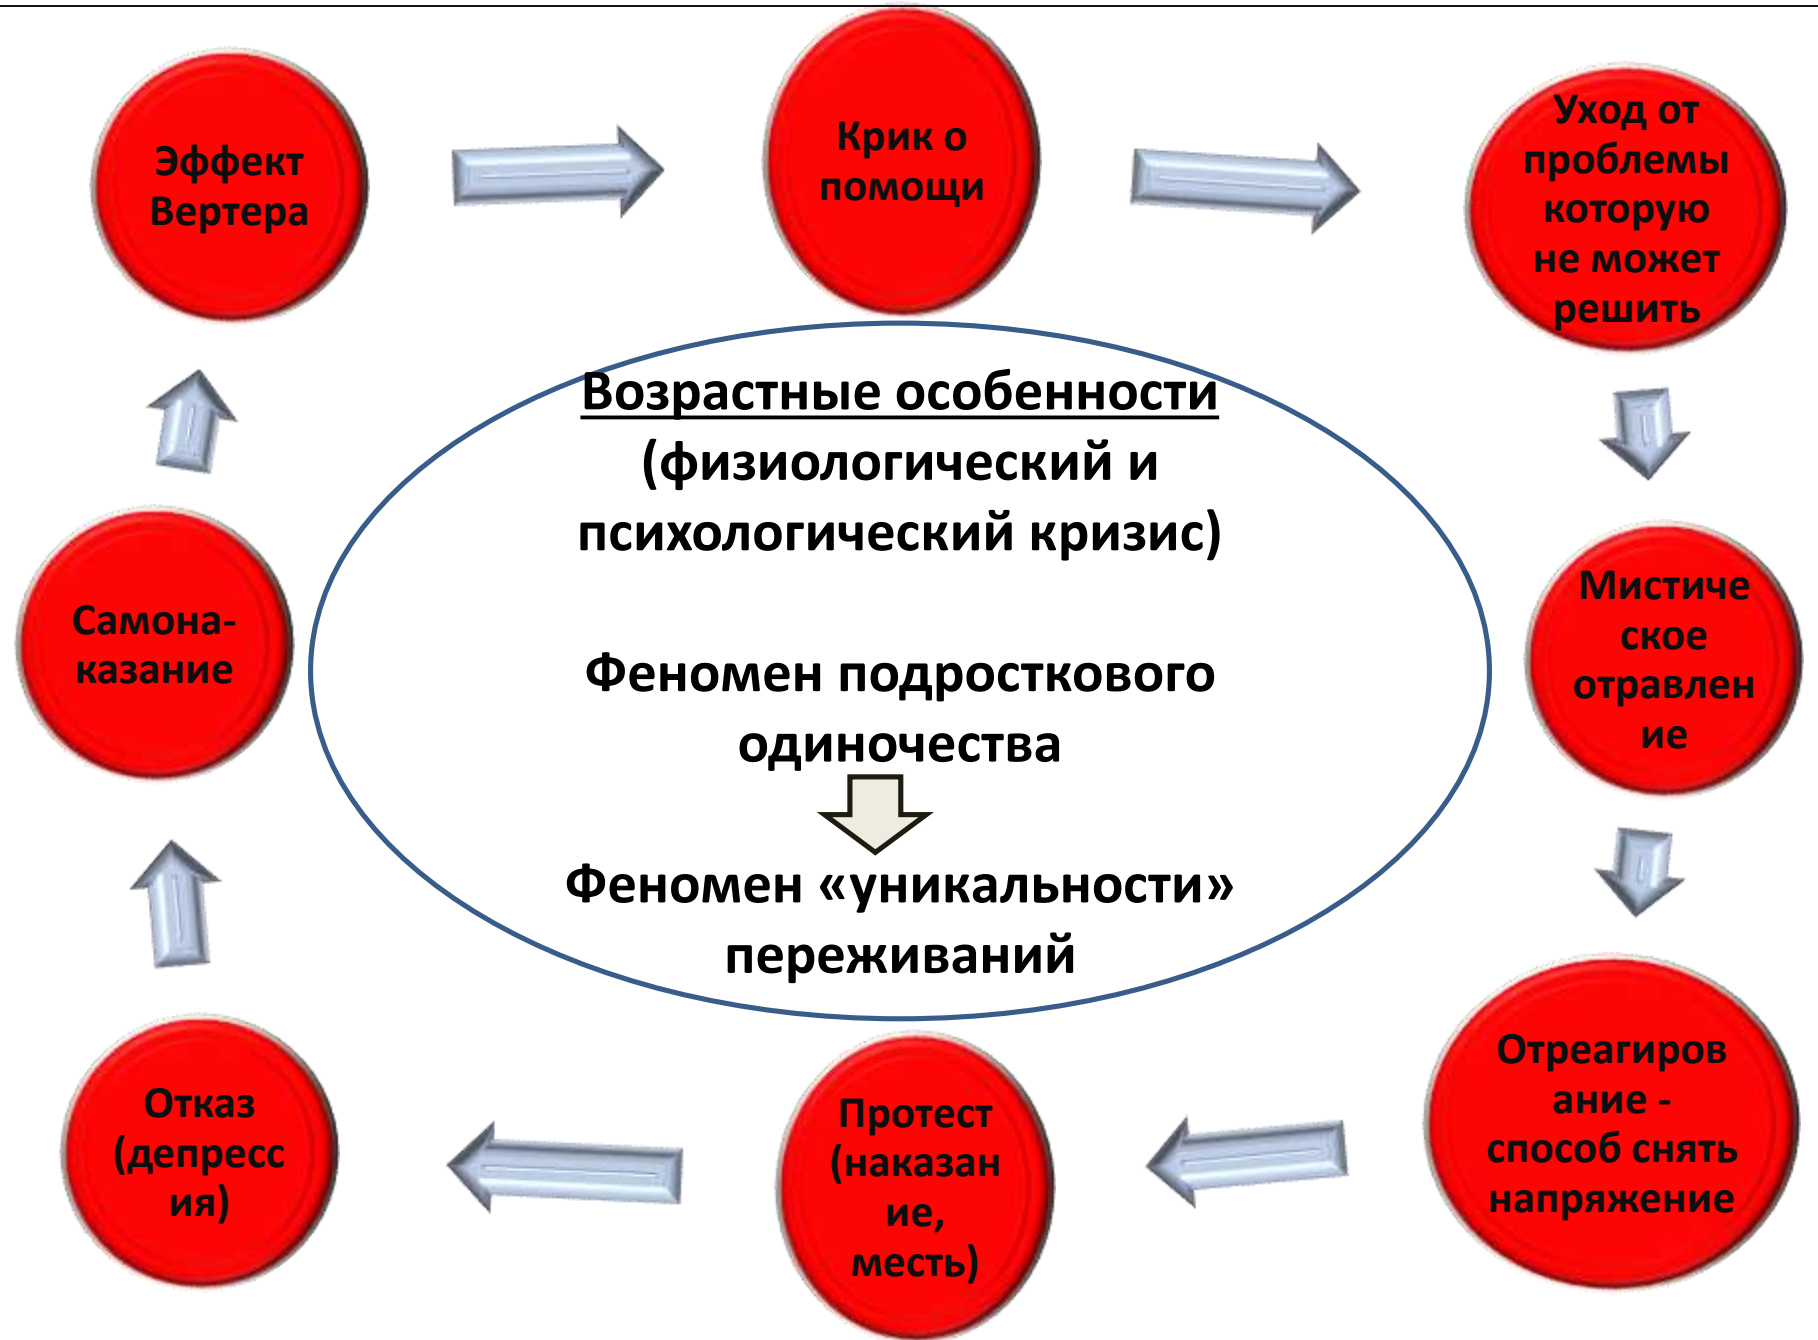 Эффект
Вертера
Крик о
помощи
Уход от
проблемы
которую
не может
решить
Мистиче
ское
отравлен
ие
Отреагиров
ание -
способ снять
напряжение
Протест
(наказан
ие,
месть)
Отказ
(депресс
ия)
Самона-
казание
Возрастные особенности
(физиологический и
психологический кризис)
Феномен подросткового
одиночества
Феномен «уникальности»
переживаний